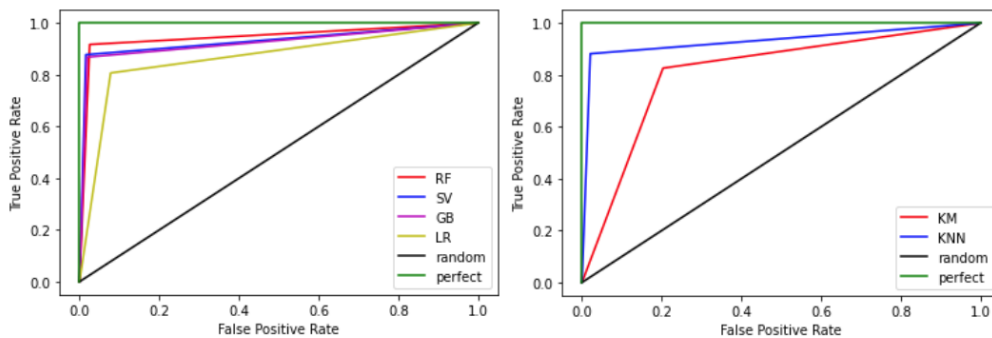 1.0
0.8
0.6
0.4
0.2
0.0
True Positive Rate
0.0 0.2 0.4 0.6 0.8 1.0
False Positive Rate
RF
SV
GB
LR
random
perfect
1.0
0.8
0.6
0.4
0.2
0.0
True Positive Rate
0.0 0.2 0.4 0.6 0.8 1.0
False Positive Rate
KM
KNN
random
perfect